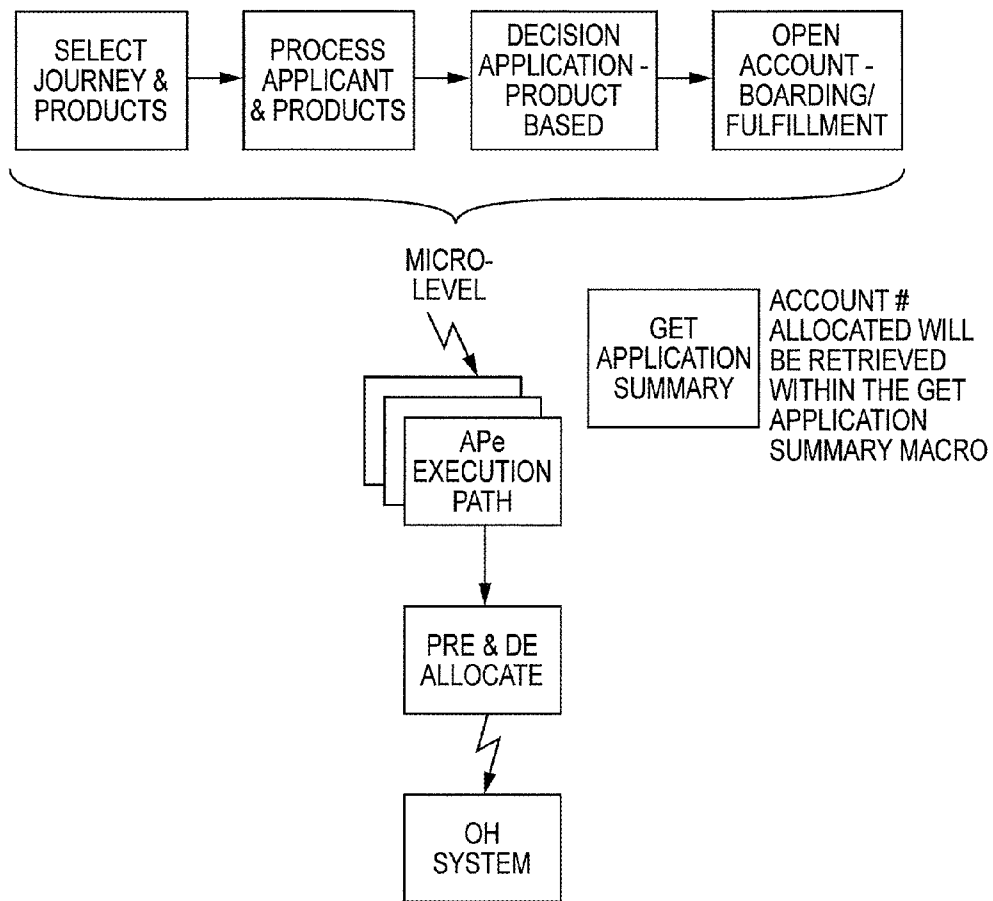 SELECT
JOURNEY &
PRODUCTS
PROCESS
APPLICANT
& PRODUCTS
DECISION
APPLICATION -
PRODUCT
BASED
OPEN
ACCOUNT -
BOARDING/
FULFILLMENT
MICRO-
LEVEL
GET
APPLICATION
SUMMARY
ACCOUNT #
ALLOCATED WILL
BE RETRIEVED
WITHIN THE GET
APPLICATION
SUMMARY MACRO
APe
EXECUTION
PATH
PRE & DE
ALLOCATE
OH
SYSTEM